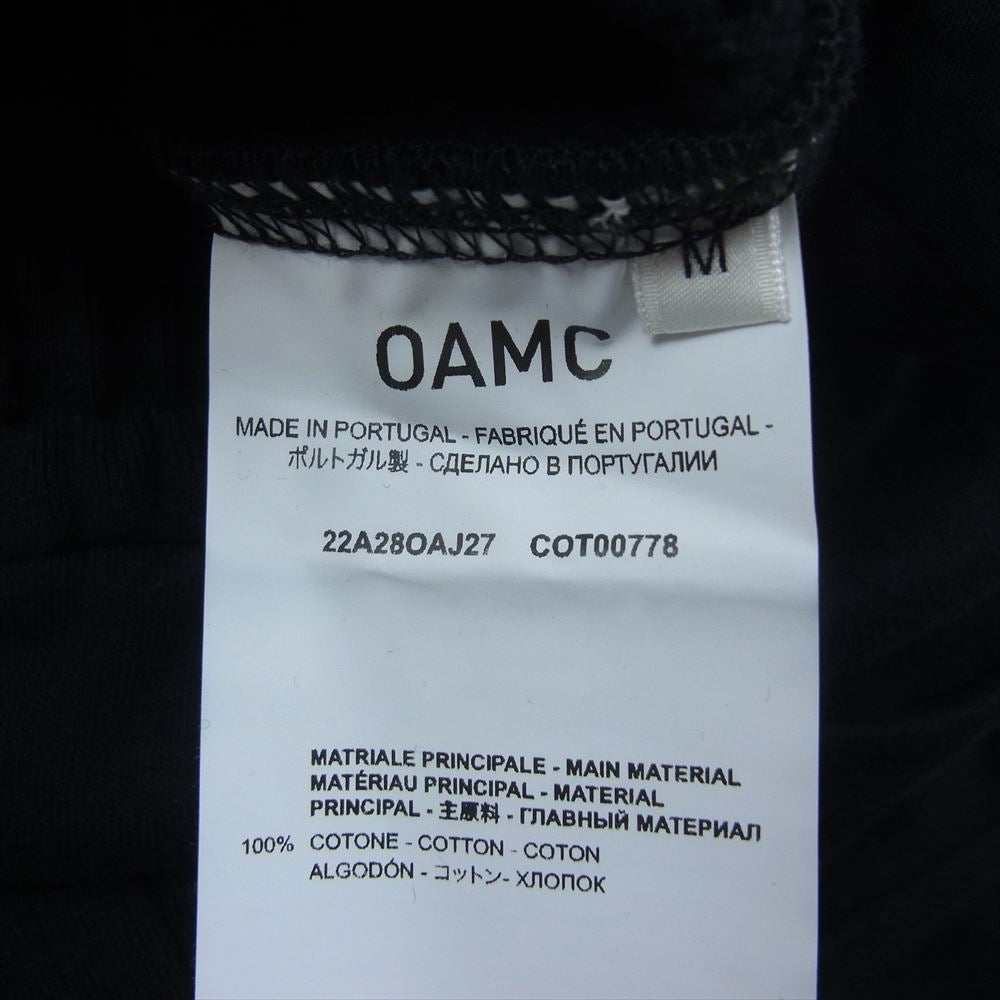 M
OAMC
MADE IN PORTUGAL - FABRIQUÉ EN PORTUGAL -
ポルトガル製 - СДЕЛАНО В ПОРТУГАЛИИ
22A28OAJ27 COT00778
MATRIALE PRINCIPALE - MAIN MATERIAL
MATÉRIAU PRINCIPAL - MATERIAL
PRINCIPAL - 主原料 - ГЛАВНЫЙ МАТЕРИАЛ
100% COTONE - COTTON - COTON
ALGODÓN - コットン- ХЛОПОК